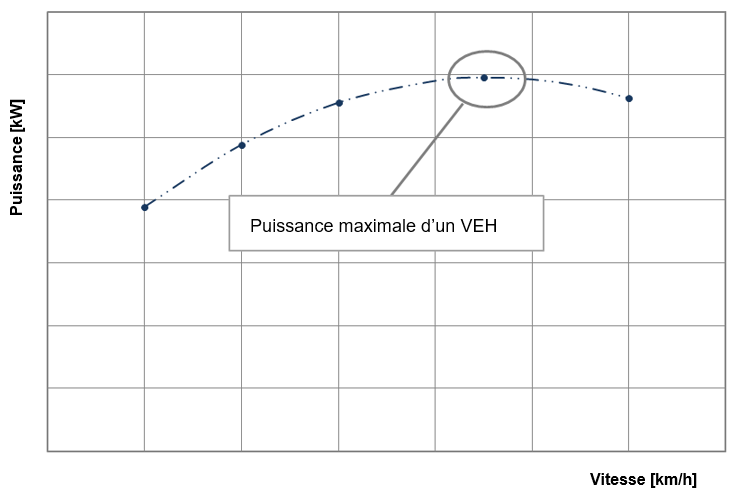 Puissance [kW]
Puissance maximale d'un VEH
Vitesse [km/h]